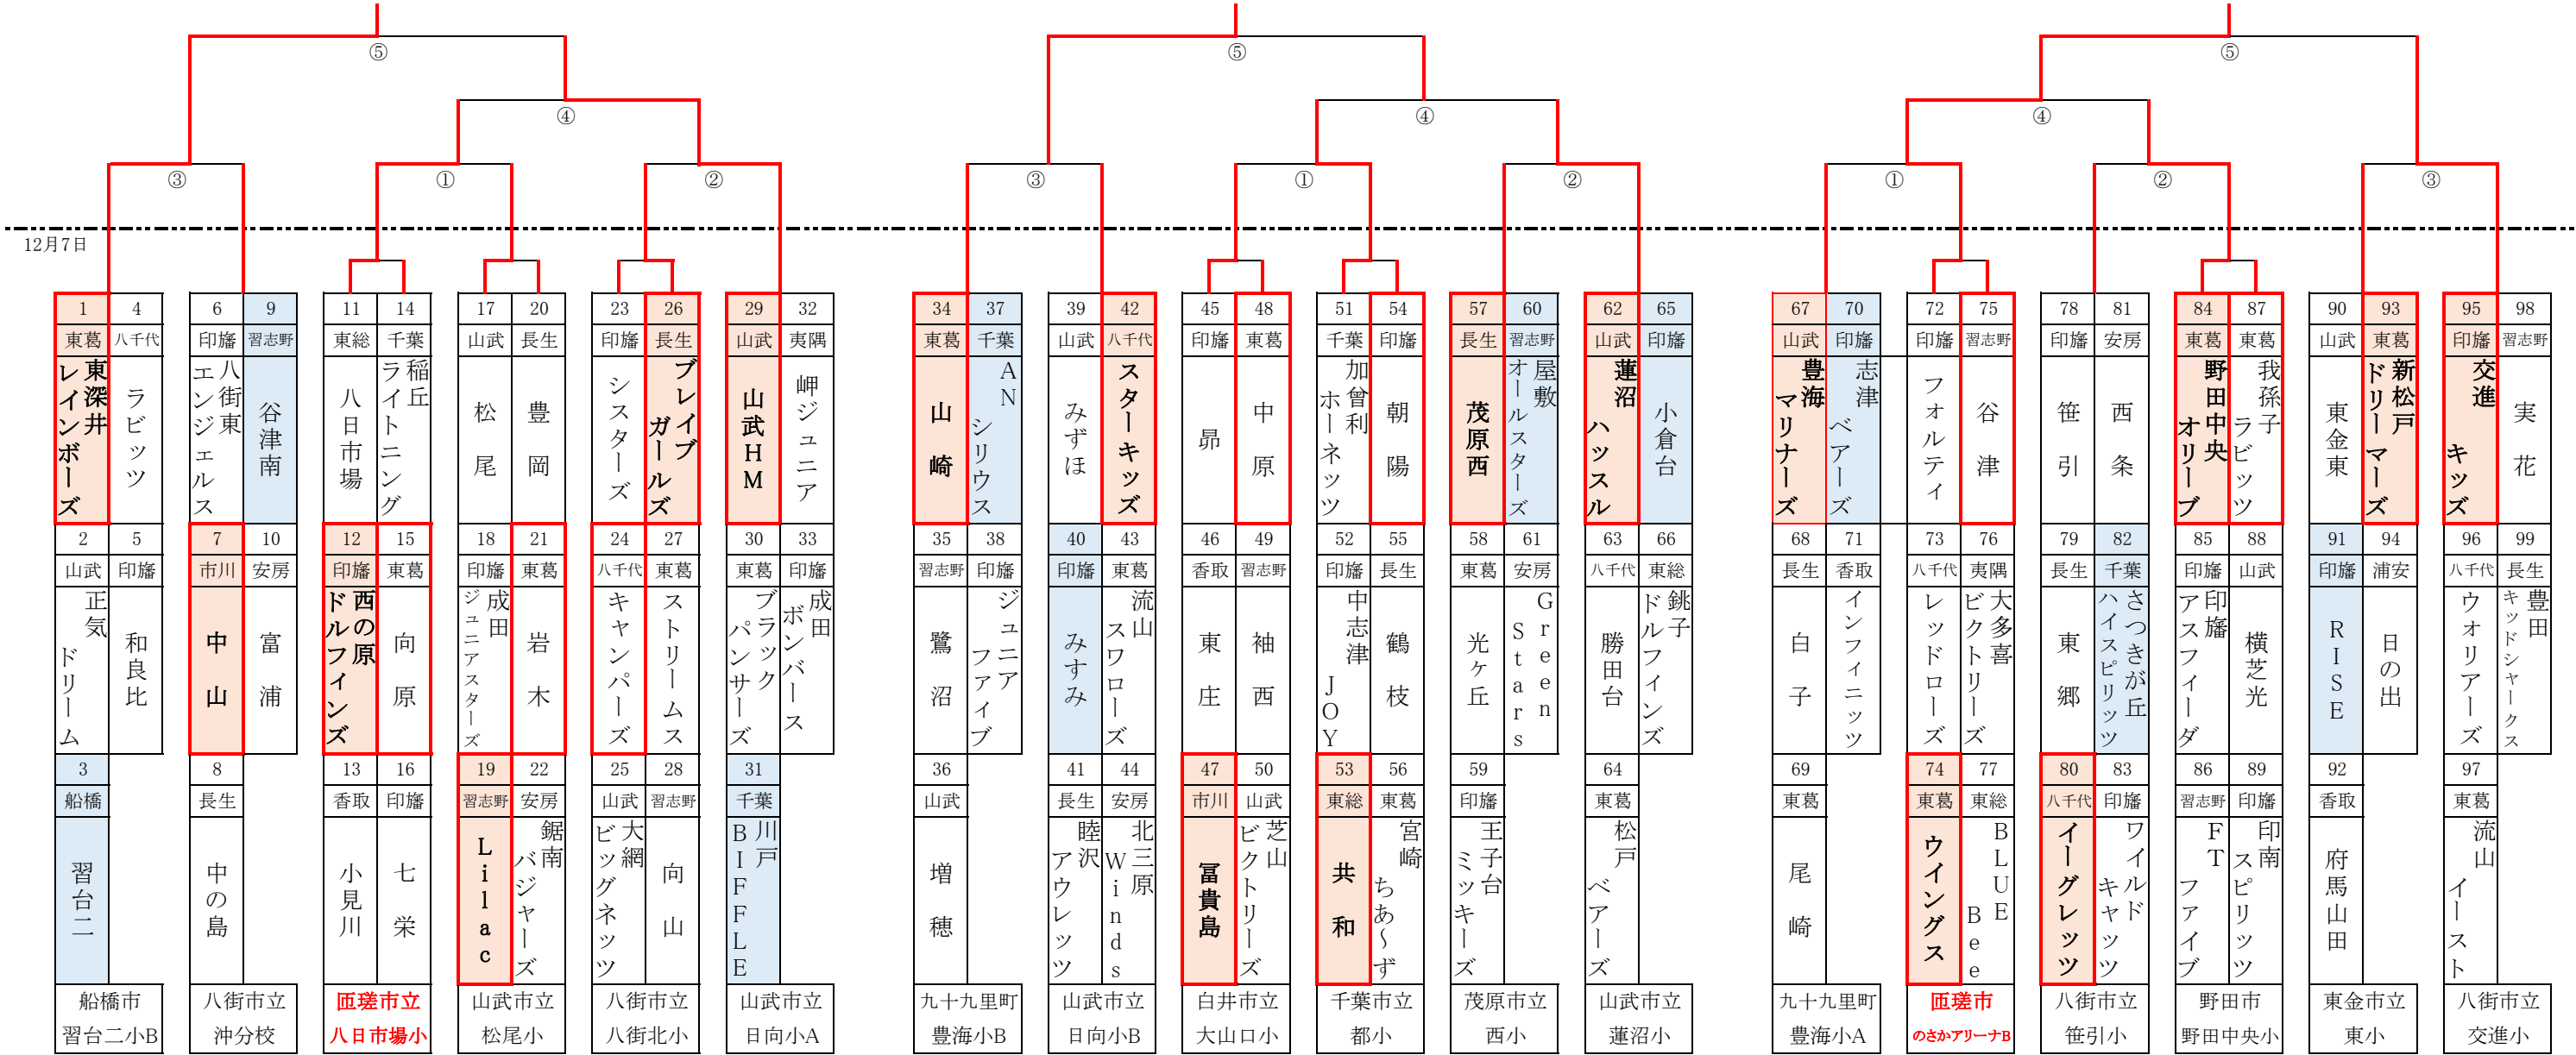 ⑤ ⑤ ⑤
④ ④ ④
③ ① ② ③ ① ② ① ② ③
12月7日
1 4 6 9 11 14 17 20 23 26 29 32 34 37 39 42 45 48 51 54 57 60 62 65 67 70 72 75 78 81 84 87 90 93 95 98
東葛 八千代 印旛 習志野 東総 千葉 山武 長生 印旛 長生 山武 夷隅 東葛 千葉 山武 八千代 印旛 東葛 千葉 印旛 長生 習志野 山武 印旛 山武 印旛 印旛 習志野 印旛 安房 東葛 東葛 山武 東葛 印旛 習志野
東深井レインボーズ
ラビッツ
八街東エンジェルス
谷津南
八日市場
稲丘ライトニング
松尾
豊岡
シスターズ
ブレイブガールズ
山武HM
岬ジュニア
山崎
ANシリウス
みずほ
スターキッズ
昴
中原
加曽利ホーネッツ
朝陽
茂原西
屋敷オールスターズ
蓮沼ハッスル
小倉台
豊海マリナーズ
志津ベアーズ
フォルティ
谷津
笹引
西条
野田中央オリーブ
我孫子ラビッツ
東金東
新松戸ドリーマーズ
交進キッズ
実花
2 5 7 10 12 15 18 21 24 27 30 33 35 38 40 43 46 49 52 55 58 61 63 66 68 71 73 76 79 82 85 88 91 94 96 99
山武 印旛 市川 安房 印旛 東葛 印旛 東葛 八千代 東葛 東葛 印旛 習志野 印旛 印旛 東葛 香取 習志野 印旛 長生 東葛 安房 八千代 東総 長生 香取 八千代 夷隅 長生 千葉 印旛 山武 印旛 浦安 八千代 長生
正気ドリーム
和良比
中山
富浦
西の原ドルフィンズ
向原
成田ジュニアスターズ
岩木
キャンパーズ
ストリームス
ブラックパンサーズ
成田ボンバース
鷺沼
ジュニアファイブ
みすみ
流山スワローズ
東庄
袖西
中志津JOY
鶴枝
光ヶ丘
Green Stars
勝田台
銚子ドルフィンズ
白子
インフィニッツ
レッドローズ
大多喜ビクトリーズ
東郷
さつきが丘ハイスピリッツ
印旛アスフィーダ
横芝光
RISE
日の出
ウオリアーズ
豊田キッドシャークス
3 8 13 16 19 22 25 28 31 36 41 44 47 50 53 56 59 64 69 74 77 80 83 86 89 92 97
船橋 長生 香取 印旛 習志野 安房 山武 習志野 千葉 山武 長生 安房 市川 山武 東総 東葛 印旛 東葛 東葛 東葛 東総 八千代 印旛 習志野 印旛 香取 東葛
習台二
中の島
小見川
七栄
Lilac
鋸南バジャーズ
大網ビッグネッツ
向山
川戸BIFFLE
増穂
睦沢アウレッツ
北三原Winds
冨貴島
芝山ビクトリーズ
共和
宮崎ちあ～ず
王子台ミッキーズ
松戸ベアーズ
尾崎
ウイングス
BLUE Bee
イーグレッツ
ワイルドキャッツ
FTファイブ
印南スピリッツ
府馬山田
流山イースト
船橋市 八街市立 匝瑳市立 山武市立 八街市立 山武市立 九十九里町 山武市立 白井市立 千葉市立 茂原市立 山武市立 九十九里町 匝瑳市 八街市立 野田市 東金市立 八街市立
習台二小B 沖分校 八日市場小 松尾小 八街北小 日向小A 豊海小B 日向小B 大山口小 都小 西小 蓮沼小 豊海小A のさかアリーナB 笹引小 野田中央小 東小 交進小